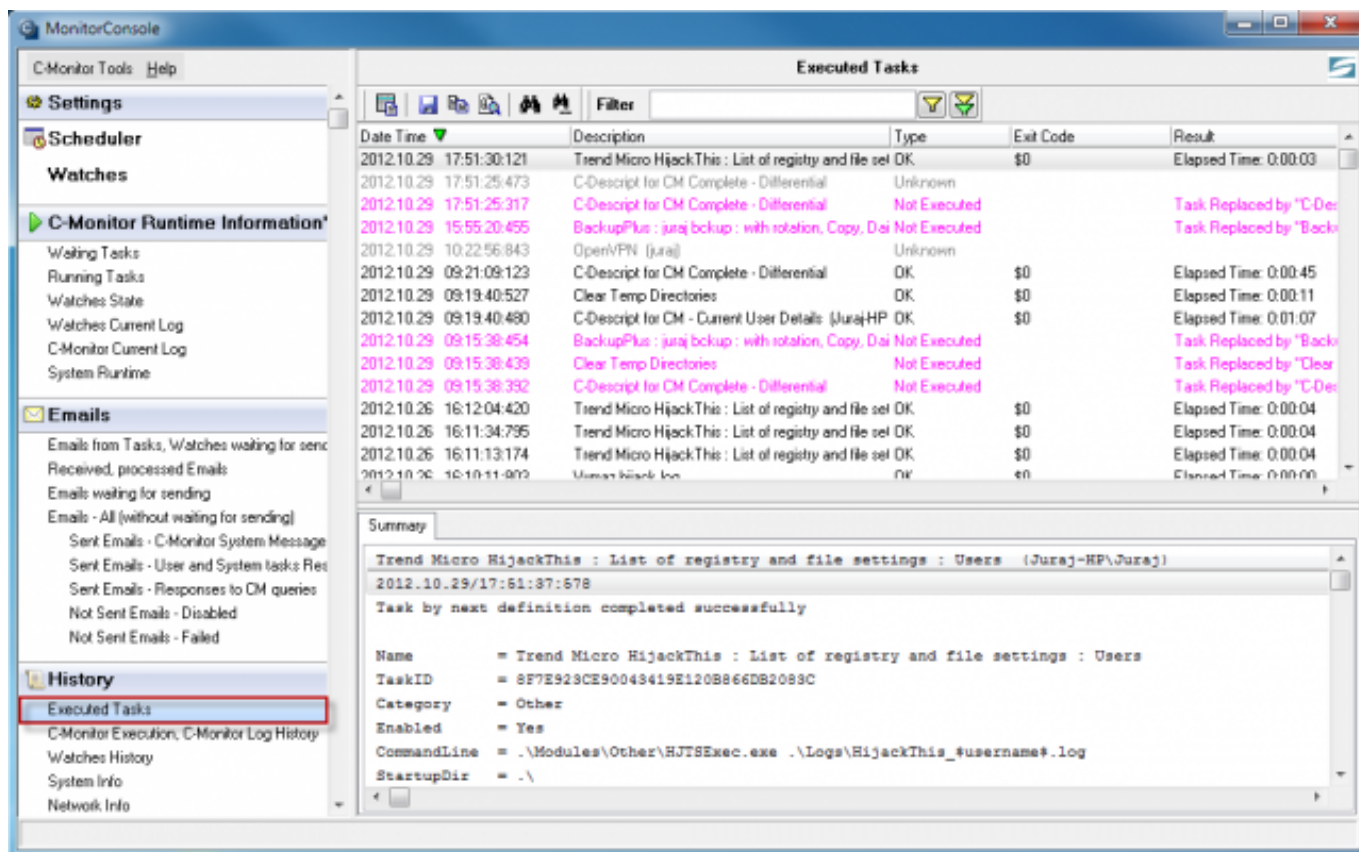 MonitorConsole
C-Monitor Tools Help
Settings
Scheduler
Watches
C-Monitor Runtime Information"
Waiting Tasks
Running Tasks
Watches State
Watches Current Log
C-Monitor Current Log
System Runtime
Emails
Emails from Tasks, Watches waiting for senc
Received, processed Emails
Emails waiting for sending
Emails - All (without waiting for sending)
Sent Emails - C-Monitor System Message
Sent Emails - User and System tasks Res
Sent Emails - Responses to CM queries
Not Sent Emails - Disabled
Not Sent Emails - Failed
History
Executed Tasks
C-Monitor Execution, C-Monitor Log History
Watches History
System Info
Network Info
Executed Tasks
Filter
Date Time Description Type Exit Code Result
2012.10.29 17:51:30:121 Trend Micro HijackThis : List of registry and file set OK $0 Elapsed Time: 0:00:03
2012.10.29 17:51:25:473 C-Descript for CM Complete - Differential Unknown
2012.10.29 17:51:25:317 C-Descript for CM Complete - Differential Not Executed Task Replaced by "C-Des
2012.10.29 15:55:20:455 BackupPlus : juraj bckup : with rotation, Copy, Dai Not Executed Task Replaced by "Backu
2012.10.29 10:22:56:843 OpenVPN (juraj) Unknown
2012.10.29 09:21:09:123 C-Descript for CM Complete - Differential OK $0 Elapsed Time: 0:00:45
2012.10.29 09:19:40:527 Clear Temp Directories OK $0 Elapsed Time: 0:00:11
2012.10.29 09:19:40:480 C-Descript for CM - Current User Details (Juraj-HP OK $0 Elapsed Time: 0:01:07
2012.10.29 09:15:38:454 BackupPlus : juraj bckup : with rotation, Copy, Dai Not Executed Task Replaced by "Backu
2012.10.29 09:15:38:439 Clear Temp Directories Not Executed Task Replaced by "Clear
2012.10.29 09:15:38:392 C-Descript for CM Complete - Differential Not Executed Task Replaced by "C-Des
2012.10.26 16:12:04:420 Trend Micro HijackThis : List of registry and file set OK $0 Elapsed Time: 0:00:04
2012.10.26 16:11:34:795 Trend Micro HijackThis : List of registry and file set OK $0 Elapsed Time: 0:00:04
2012.10.26 16:11:13:174 Trend Micro HijackThis : List of registry and file set OK $0 Elapsed Time: 0:00:04
2012.10.26 16:10:11:903 Vymaz hijack log OK $0 Elapsed Time: 0:00:00
Summary
Trend Micro HijackThis : List of registry and file settings : Users (Juraj-HP\Juraj)
2012.10.29/17:51:37:578
Task by next definition completed successfully
Name = Trend Micro HijackThis : List of registry and file settings : Users
TaskID = 8F7E923CE90043419E120B866DB2083C
Category = Other
Enabled = Yes
CommandLine = .\Modules\Other\HJTSExec.exe .\Logs\HijackThis_#username#.log
StartupDir = .\